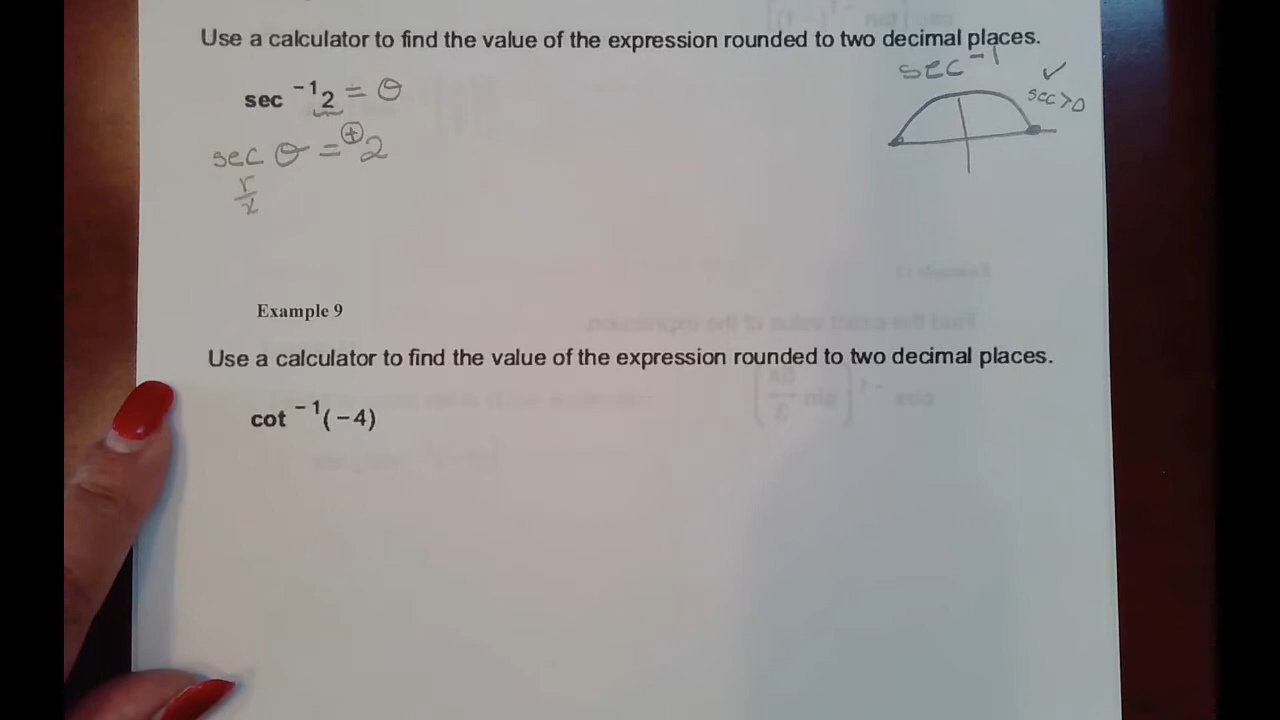 Use a calculator to find the value of the expression rounded to two decimal places.
sec⁻¹
sec ⁻¹2 = θ
sec>0
sec θ = ⊕2
r/x
Example 9
Use a calculator to find the value of the expression rounded to two decimal places.
cot ⁻¹(−4)